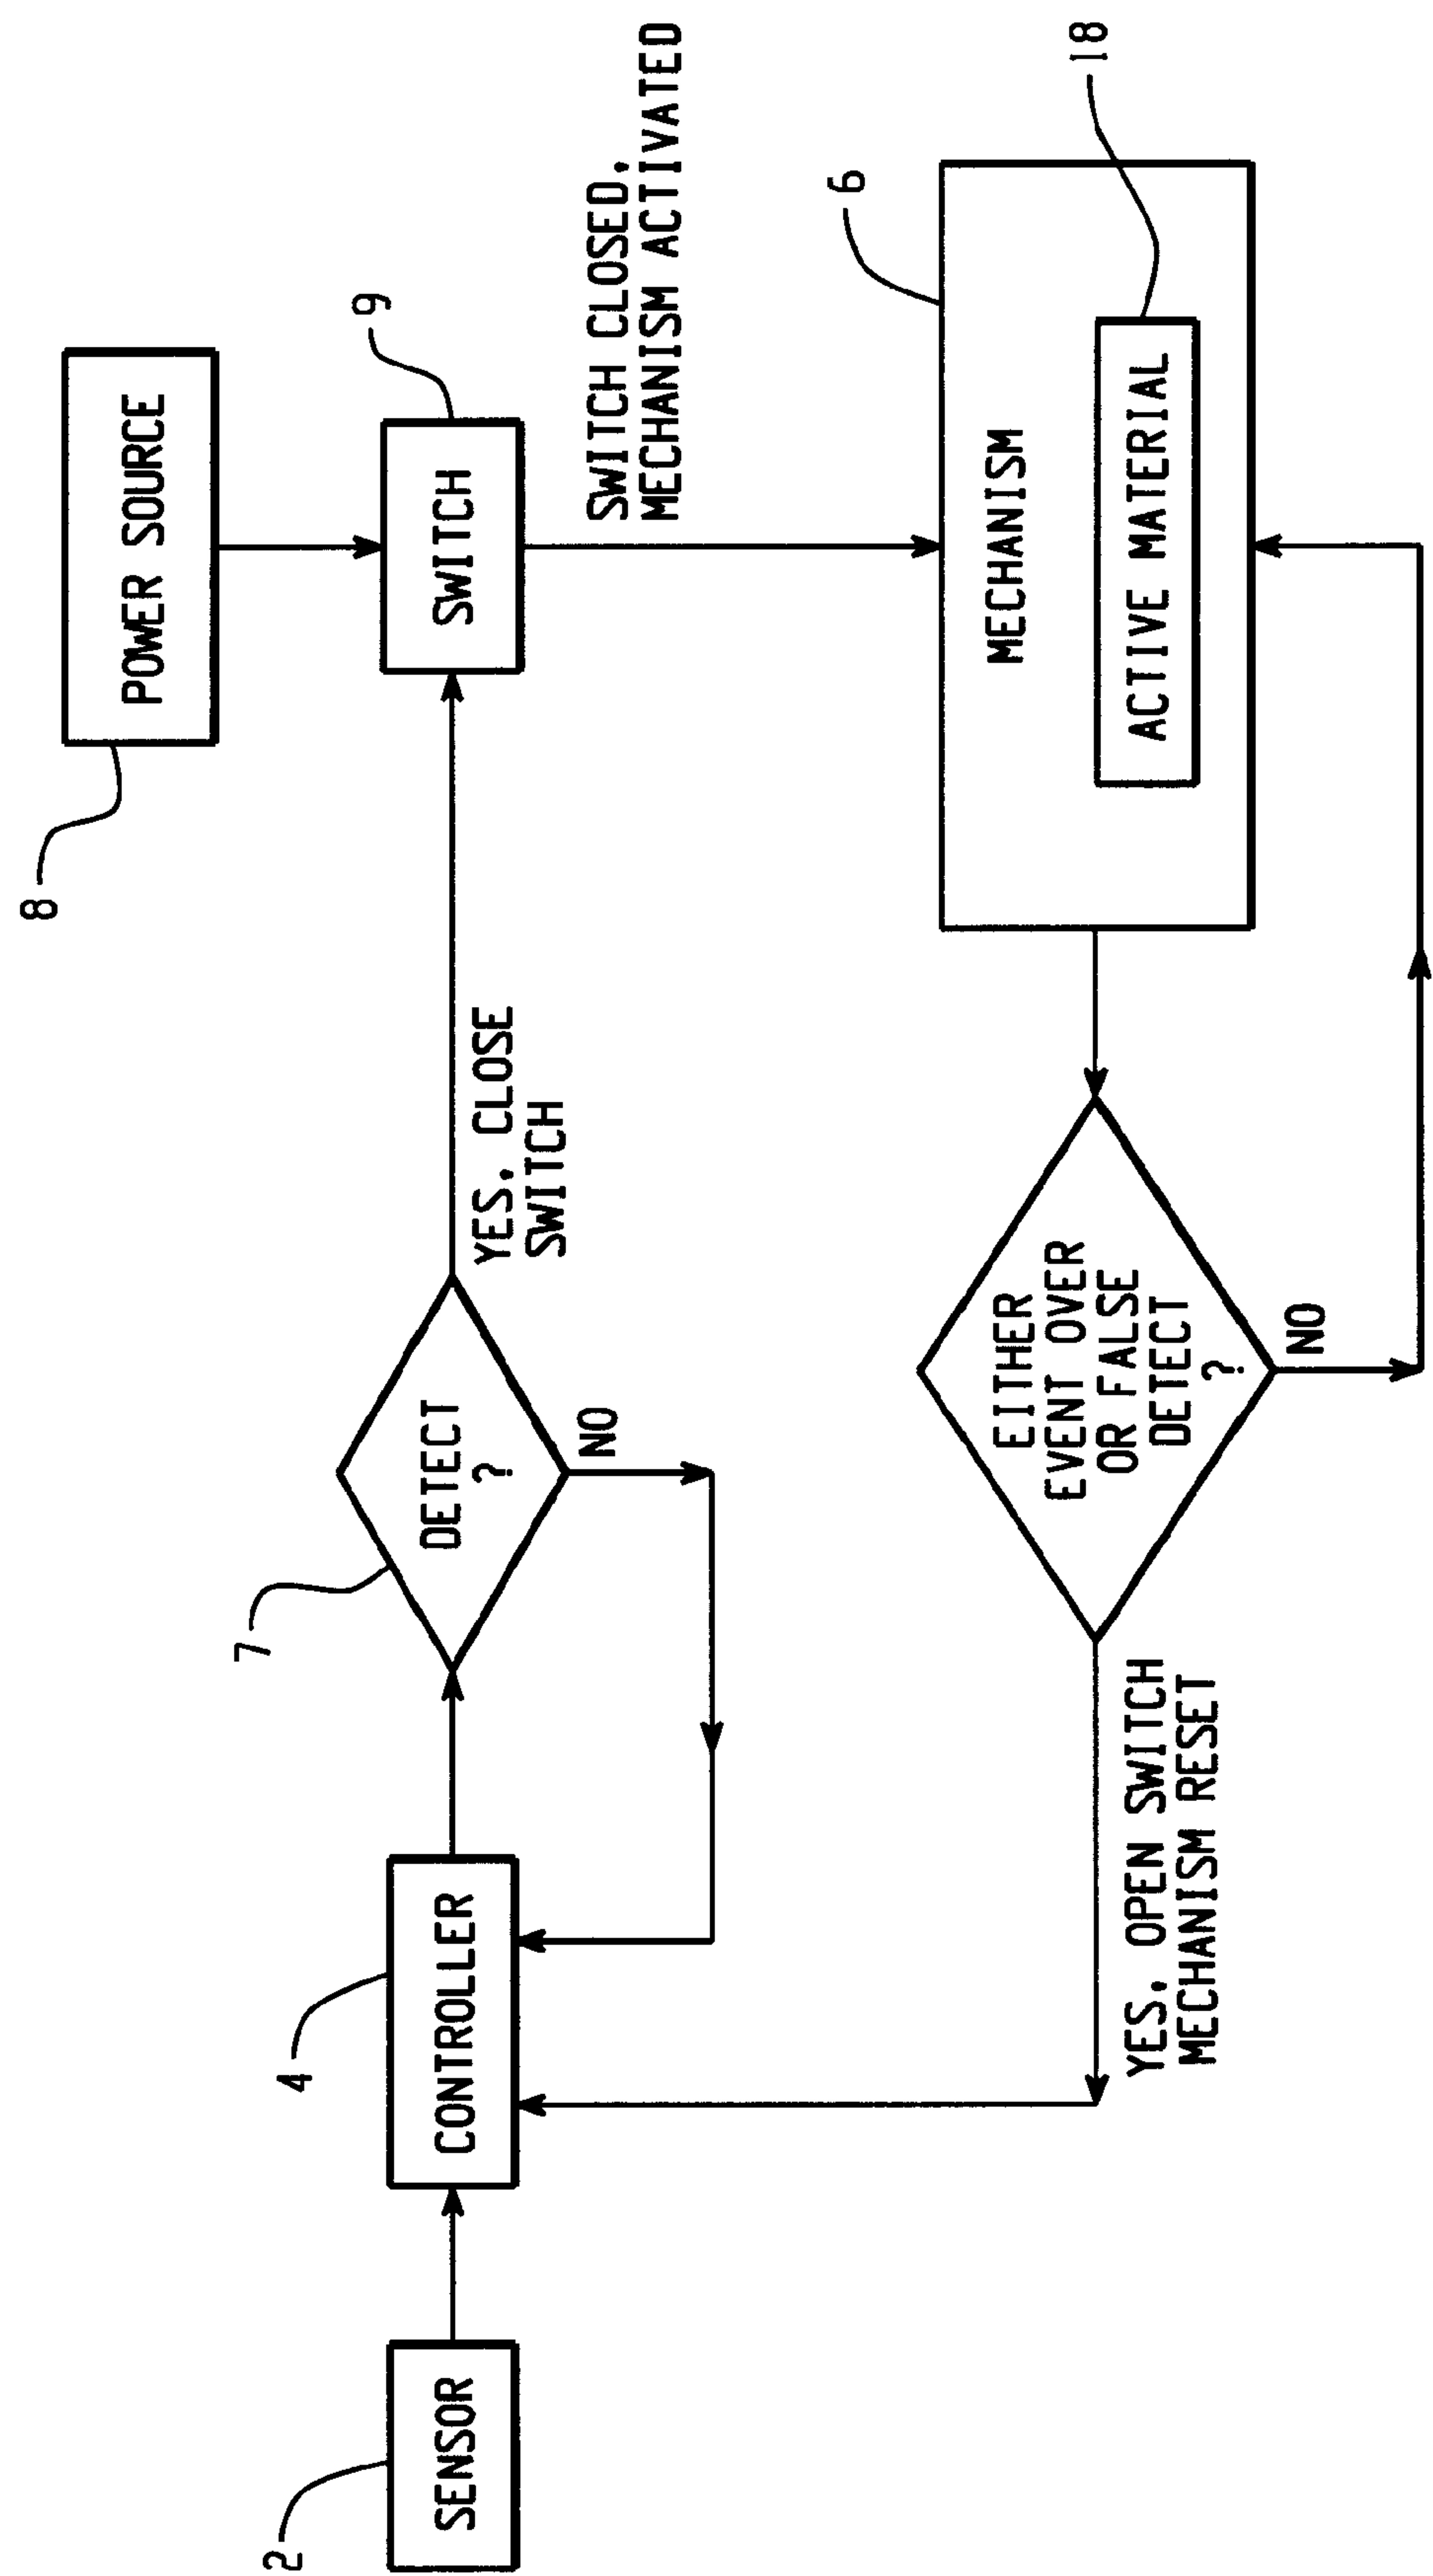 8
POWER SOURCE
9
SWITCH
SWITCH CLOSED,
MECHANISM ACTIVATED
7
DETECT
?
YES, CLOSE
SWITCH
NO
4
CONTROLLER
2
SENSOR
6
MECHANISM
18
ACTIVE MATERIAL
EITHER
EVENT OVER
OR FALSE
DETECT
?
NO
YES, OPEN SWITCH
MECHANISM RESET